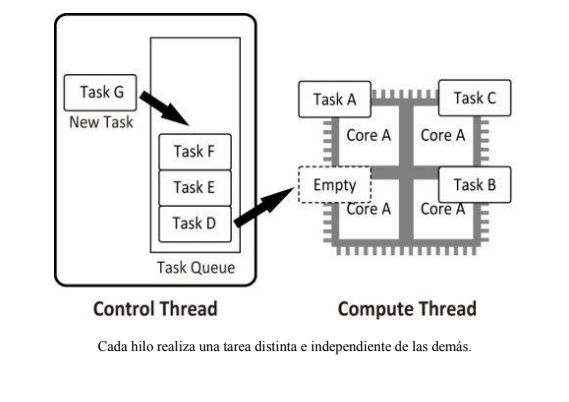 Task G
New Task
Task F
Task E
Task D
Task Queue
Control Thread
Task A
Task C
Core A
Core A
Empty
Task B
Core A
Core A
Compute Thread
Cada hilo realiza una tarea distinta e independiente de las demás.